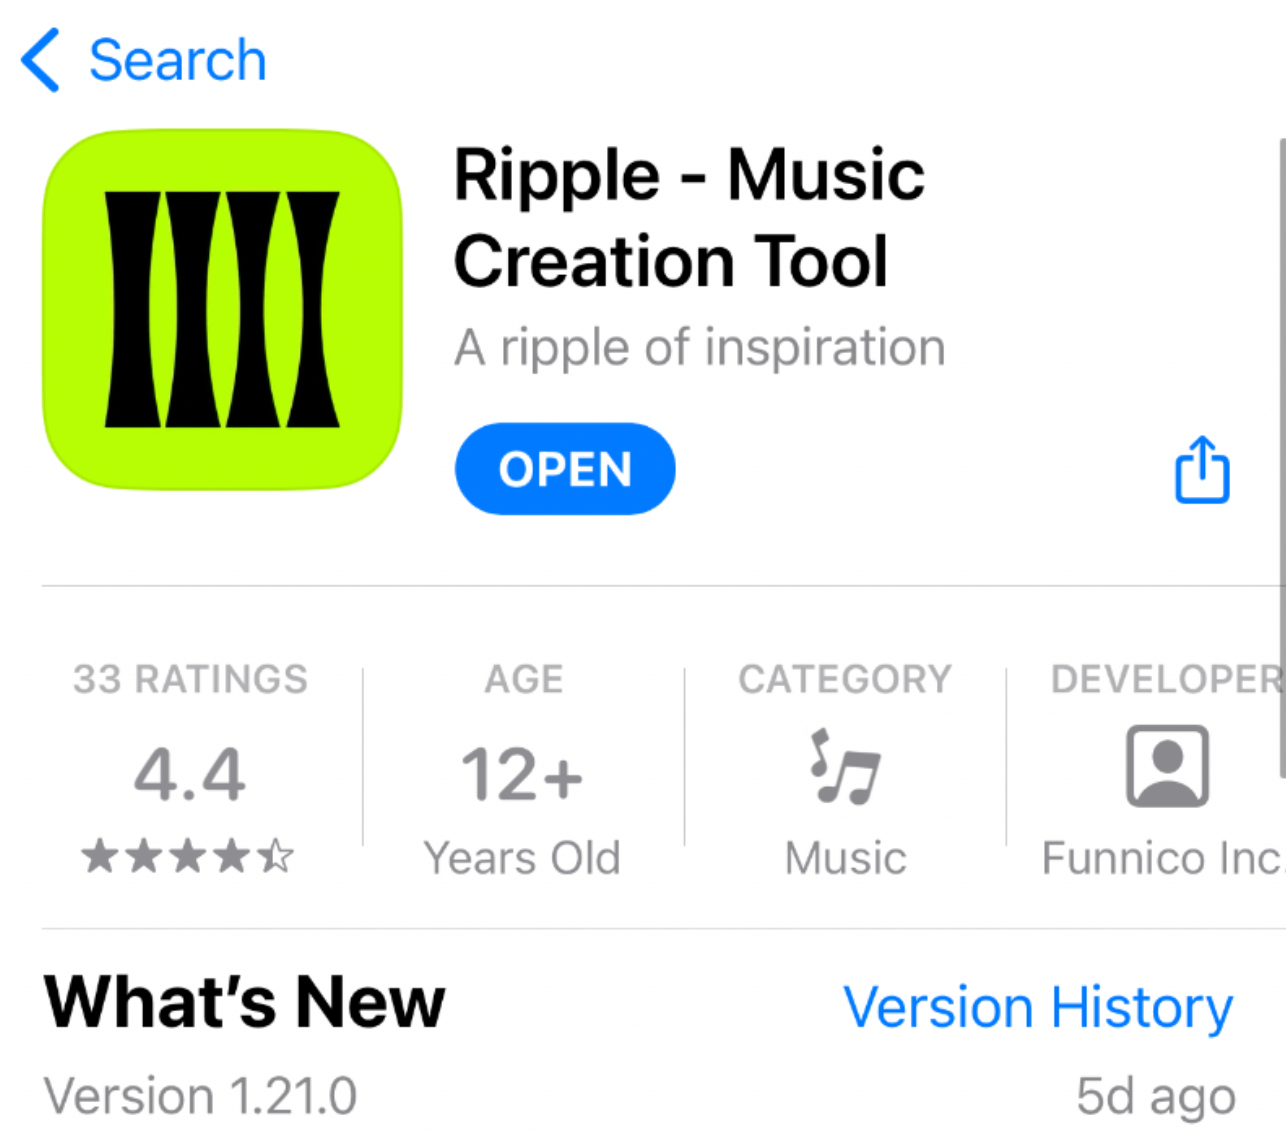 Search
Ripple - Music
Creation Tool
A ripple of inspiration
OPEN
33 RATINGS
4.4
AGE
12+
Years Old
CATEGORY
Music
DEVELOPER
Funnico Inc.
What’s New
Version History
Version 1.21.0
5d ago